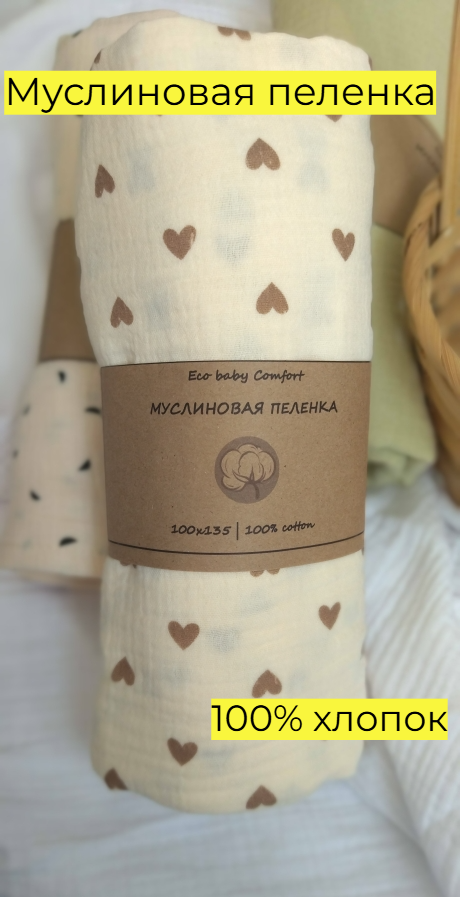 Муслиновая пеленка
Eco baby Comfort
МУСЛИНОВАЯ ПЕЛЕНКА
100x135 | 100% cotton
100% хлопок